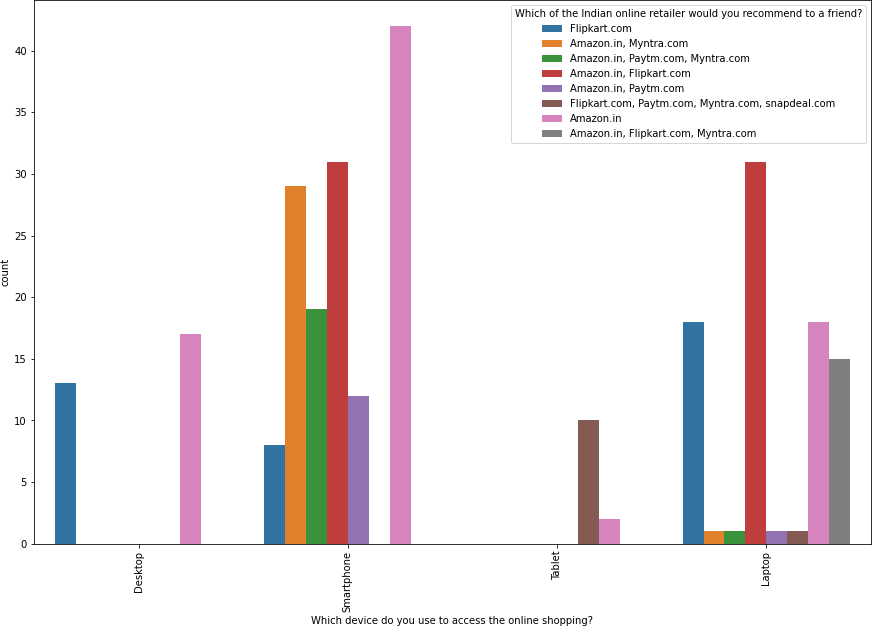 Which of the Indian online retailer would you recommend to a friend?
Flipkart.com
Amazon.in, Myntra.com
Amazon.in, Paytm.com, Myntra.com
Amazon.in, Flipkart.com
Amazon.in, Paytm.com
Flipkart.com, Paytm.com, Myntra.com, snapdeal.com
Amazon.in
Amazon.in, Flipkart.com, Myntra.com
40
35
30
25
20
15
10
5
0
count
Desktop
Smartphone
Tablet
Laptop
Which device do you use to access the online shopping?